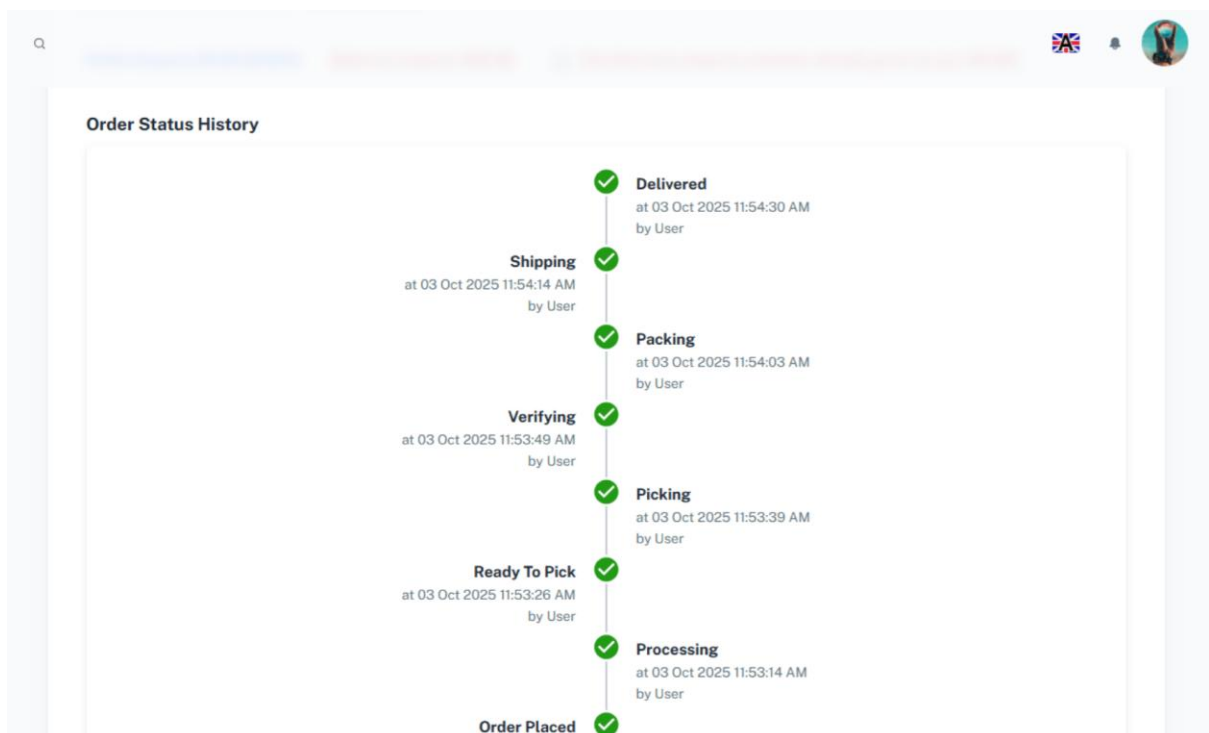 Order Status History
Delivered
at 03 Oct 2025 11:54:30 AM
by User
Shipping
at 03 Oct 2025 11:54:14 AM
by User
Packing
at 03 Oct 2025 11:54:03 AM
by User
Verifying
at 03 Oct 2025 11:53:49 AM
by User
Picking
at 03 Oct 2025 11:53:39 AM
by User
Ready To Pick
at 03 Oct 2025 11:53:26 AM
by User
Processing
at 03 Oct 2025 11:53:14 AM
by User
Order Placed